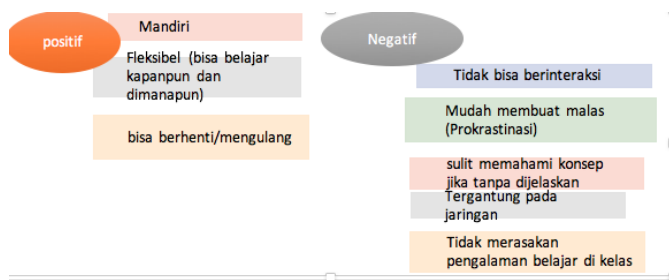 positif
Mandiri
Fleksibel (bisa belajar
kapanpun dan
dimanapun)
bisa berhenti/mengulang
Negatif
Tidak bisa berinteraksi
Mudah membuat malas
(Prokrastinasi)
sulit memahami konsep
jika tanpa dijelaskan
Tergantung pada
jaringan
Tidak merasakan
pengalaman belajar di kelas